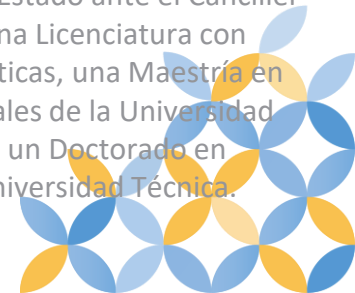 Estado ante el Canciller
na Licenciatura con
ticas, una Maestría en
ales de la Universidad
un Doctorado en
niversidad Técnica.